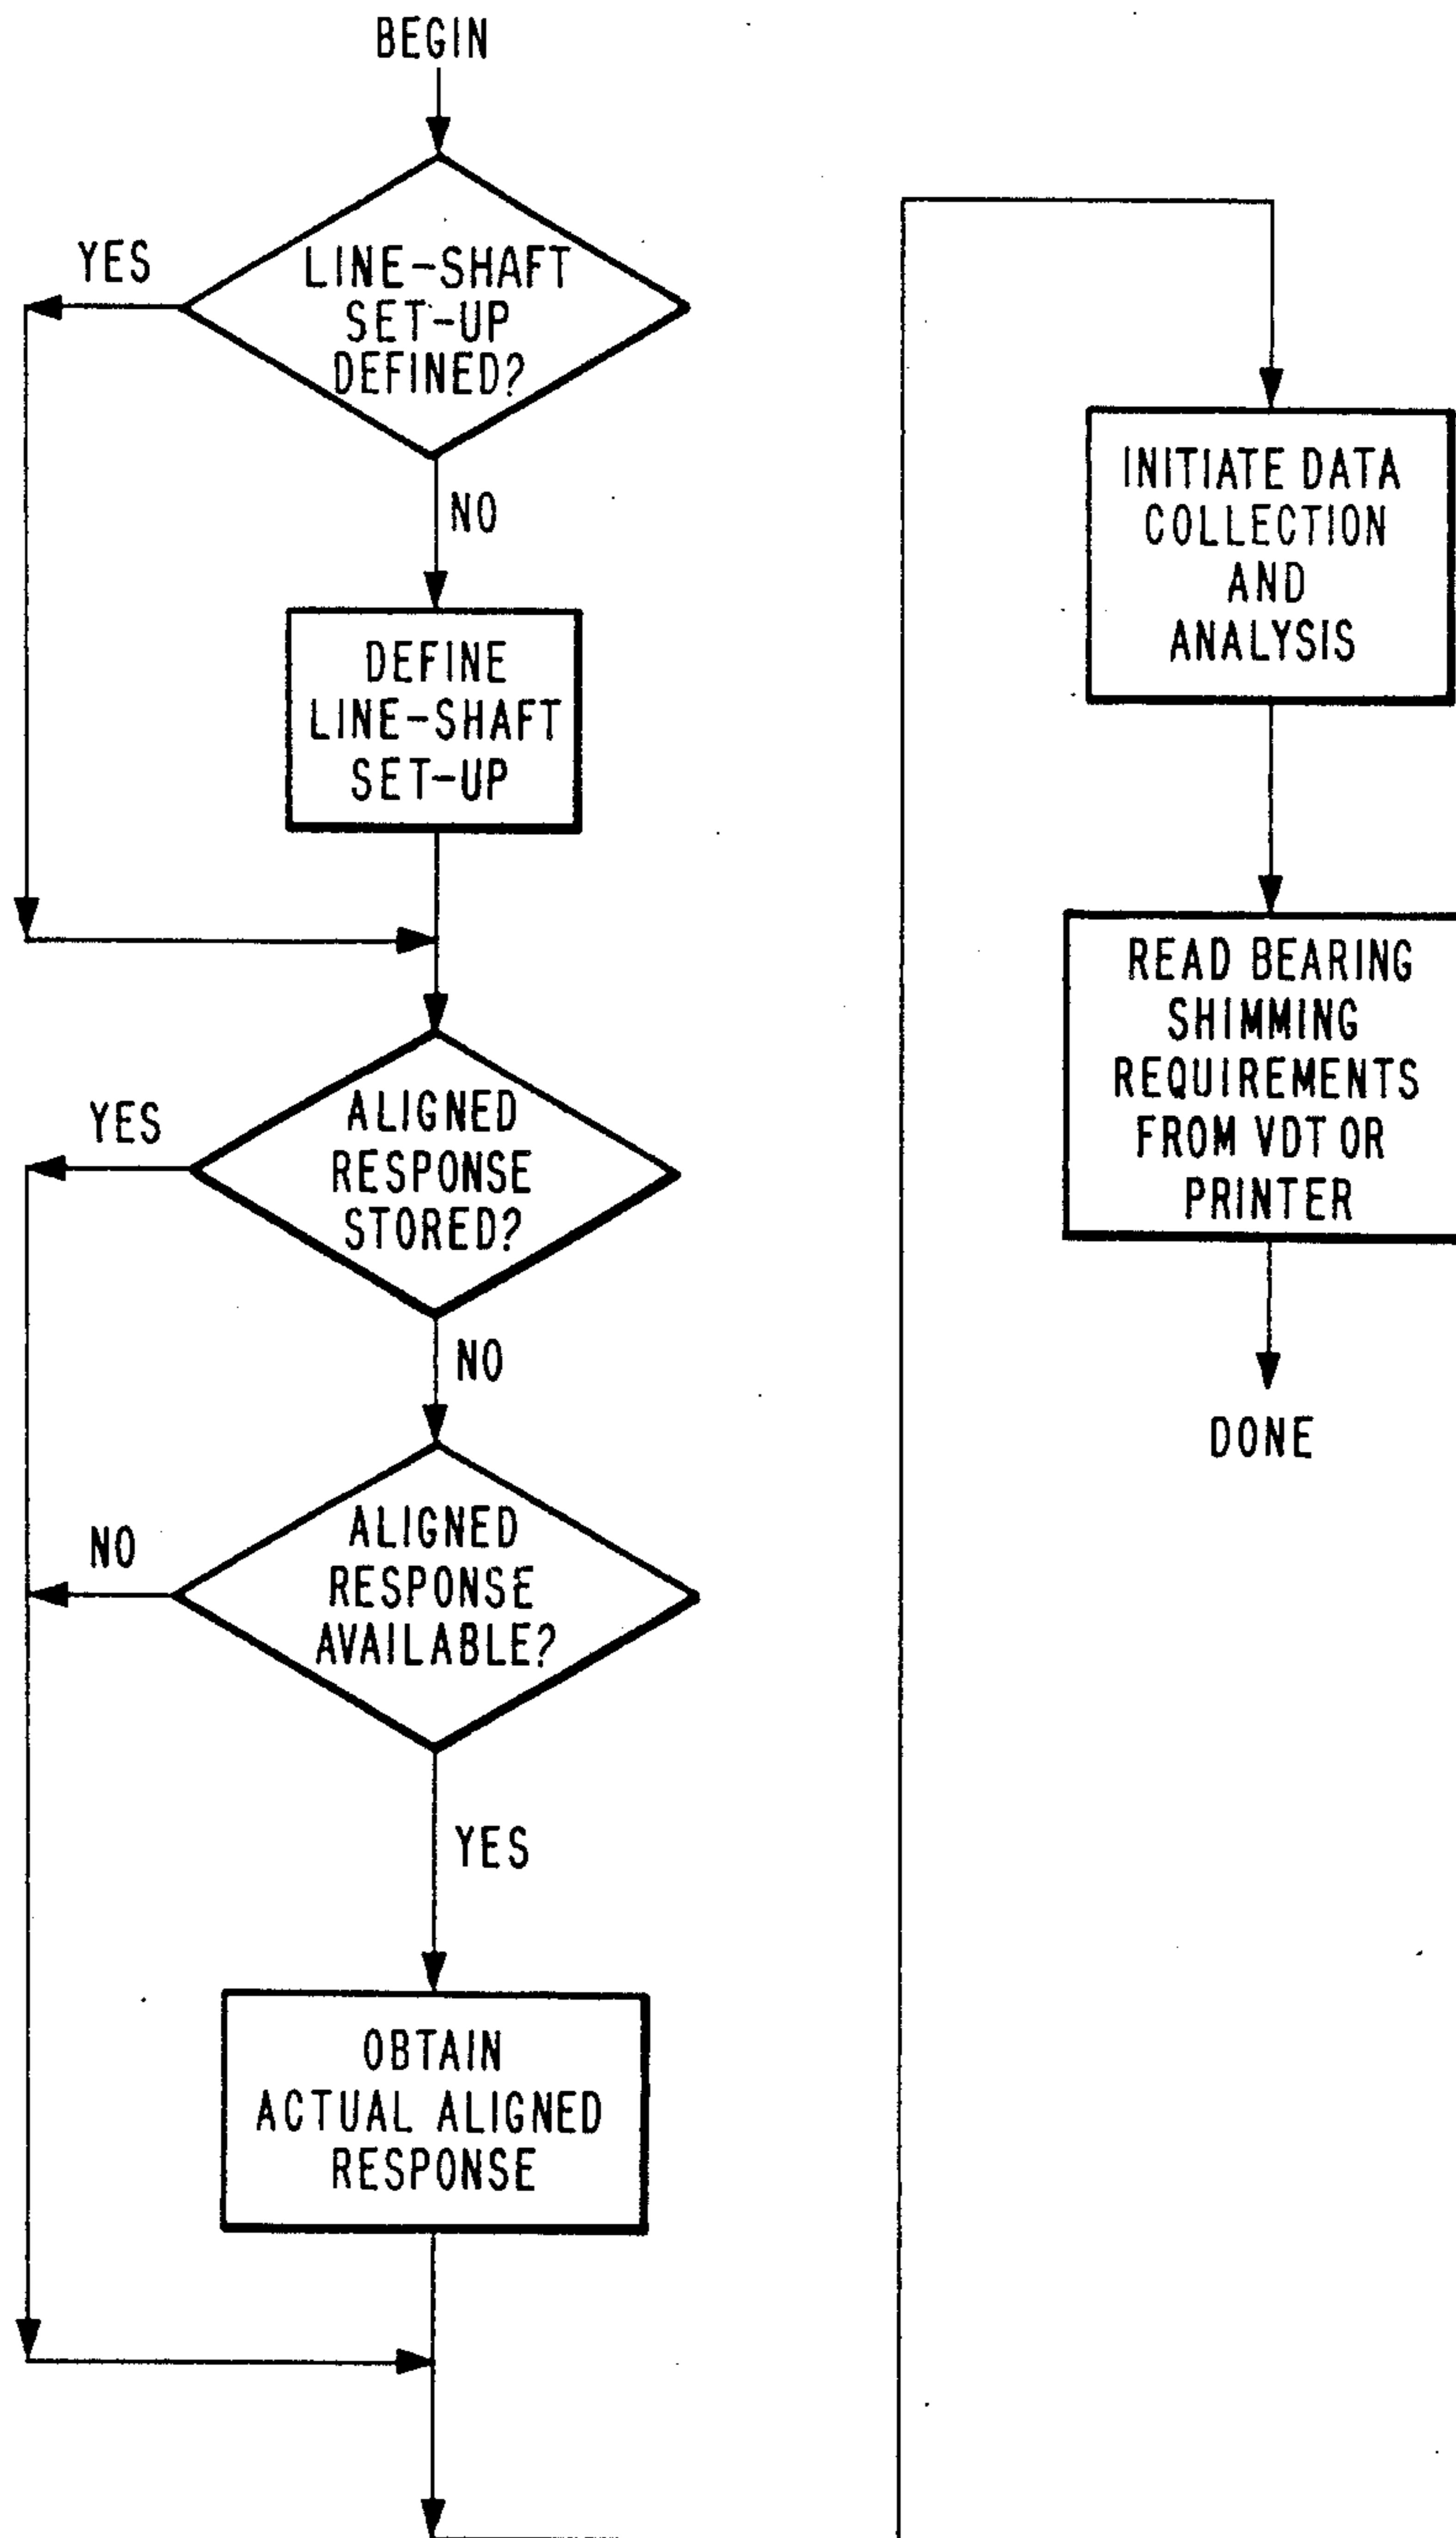 BEGIN
YES
LINE-SHAFT
SET-UP
DEFINED?
NO
DEFINE
LINE-SHAFT
SET-UP
YES
ALIGNED
RESPONSE
STORED?
NO
NO
ALIGNED
RESPONSE
AVAILABLE?
YES
OBTAIN
ACTUAL ALIGNED
RESPONSE
INITIATE DATA
COLLECTION
AND
ANALYSIS
READ BEARING
SHIMMING
REQUIREMENTS
FROM VDT OR
PRINTER
DONE